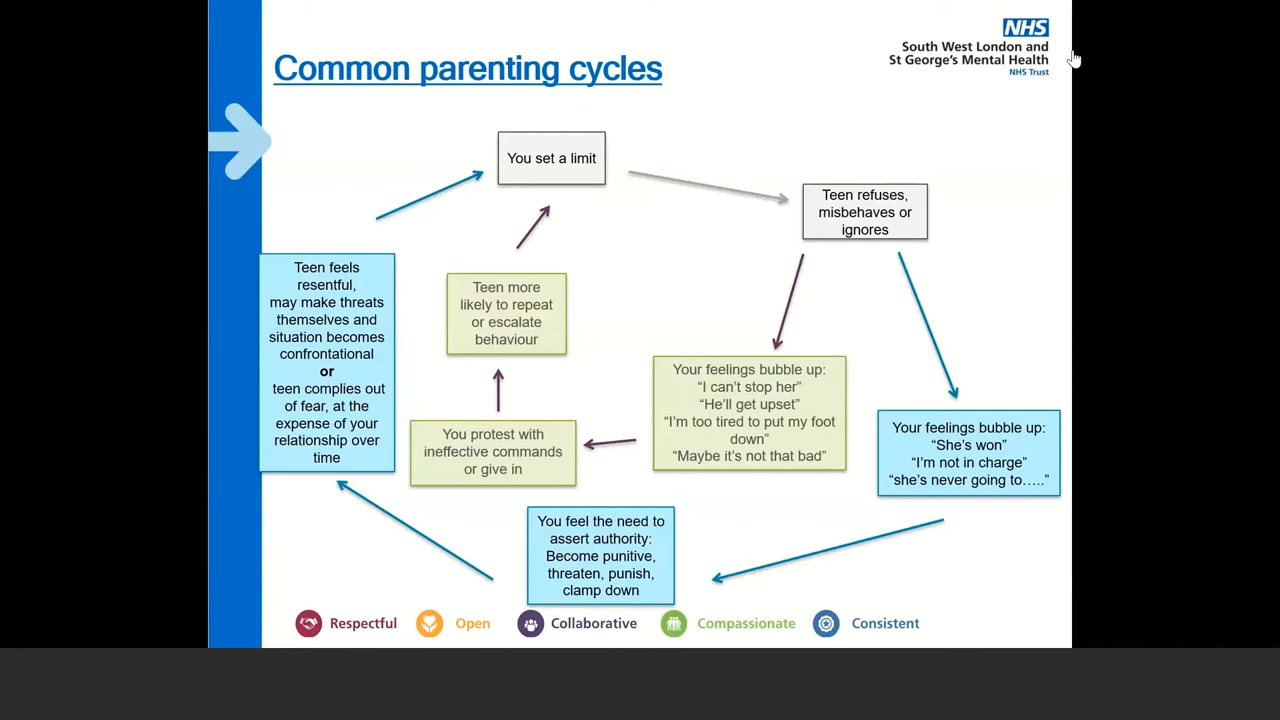 NHS
South West London and
St George's Mental Health
NHS Trust
Common parenting cycles
You set a limit
Teen refuses,
misbehaves or
ignores
Teen feels
resentful,
may make threats
themselves and
situation becomes
confrontational
or
teen complies out
of fear, at the
expense of your
relationship over
time
Teen more
likely to repeat
or escalate
behaviour
Your feelings bubble up:
“I can’t stop her”
“He’ll get upset”
“I’m too tired to put my foot
down”
“Maybe it’s not that bad”
Your feelings bubble up:
“She’s won”
“I’m not in charge”
“she’s never going to…..”
You protest with
ineffective commands
or give in
You feel the need to
assert authority:
Become punitive,
threaten, punish,
clamp down
Respectful
Open
Collaborative
Compassionate
Consistent